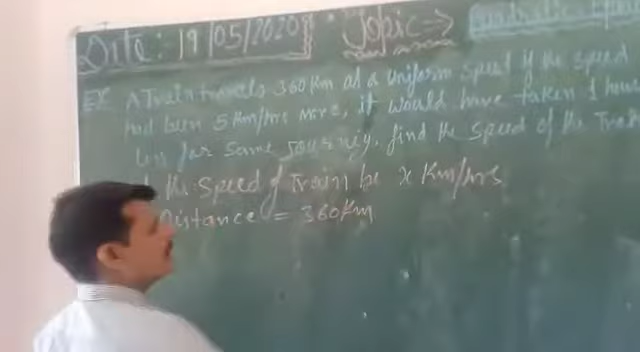 Date: 19/05/2020 Topic => Quadratic
Ex A Train travels 360 Km at a Uniform Speed if the speed
had been 5 Km/hrs more, it would have taken 1 hour
less for same Journey. find the Speed of the Train
the Speed of Train be x Km/hrs
Distance = 360 Km